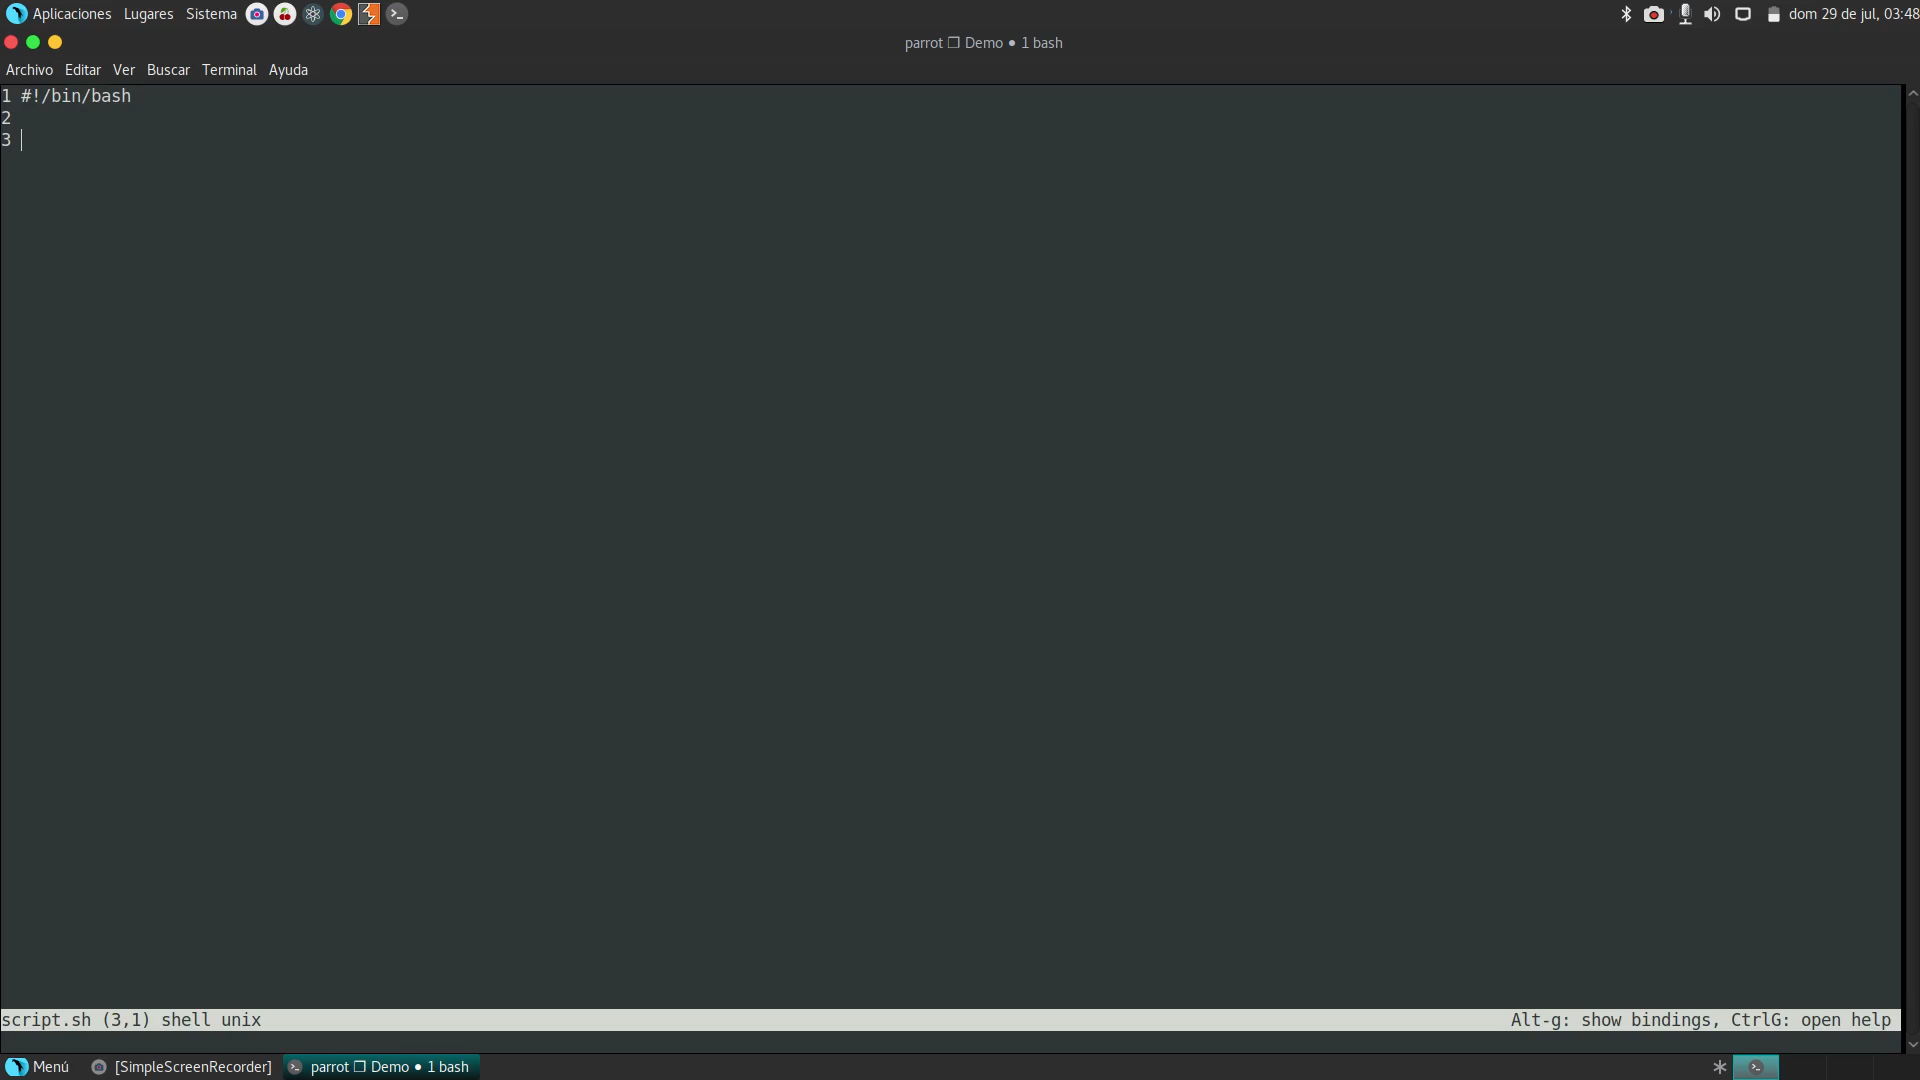 Aplicaciones Lugares Sistema dom 29 de jul, 03:48
parrot ❐ Demo ● 1 bash
Archivo Editar Ver Buscar Terminal Ayuda
1 #!/bin/bash
2
3
script.sh (3,1) shell unix Alt-g: show bindings, CtrlG: open help
Menú [SimpleScreenRecorder] parrot ❐ Demo ● 1 bash